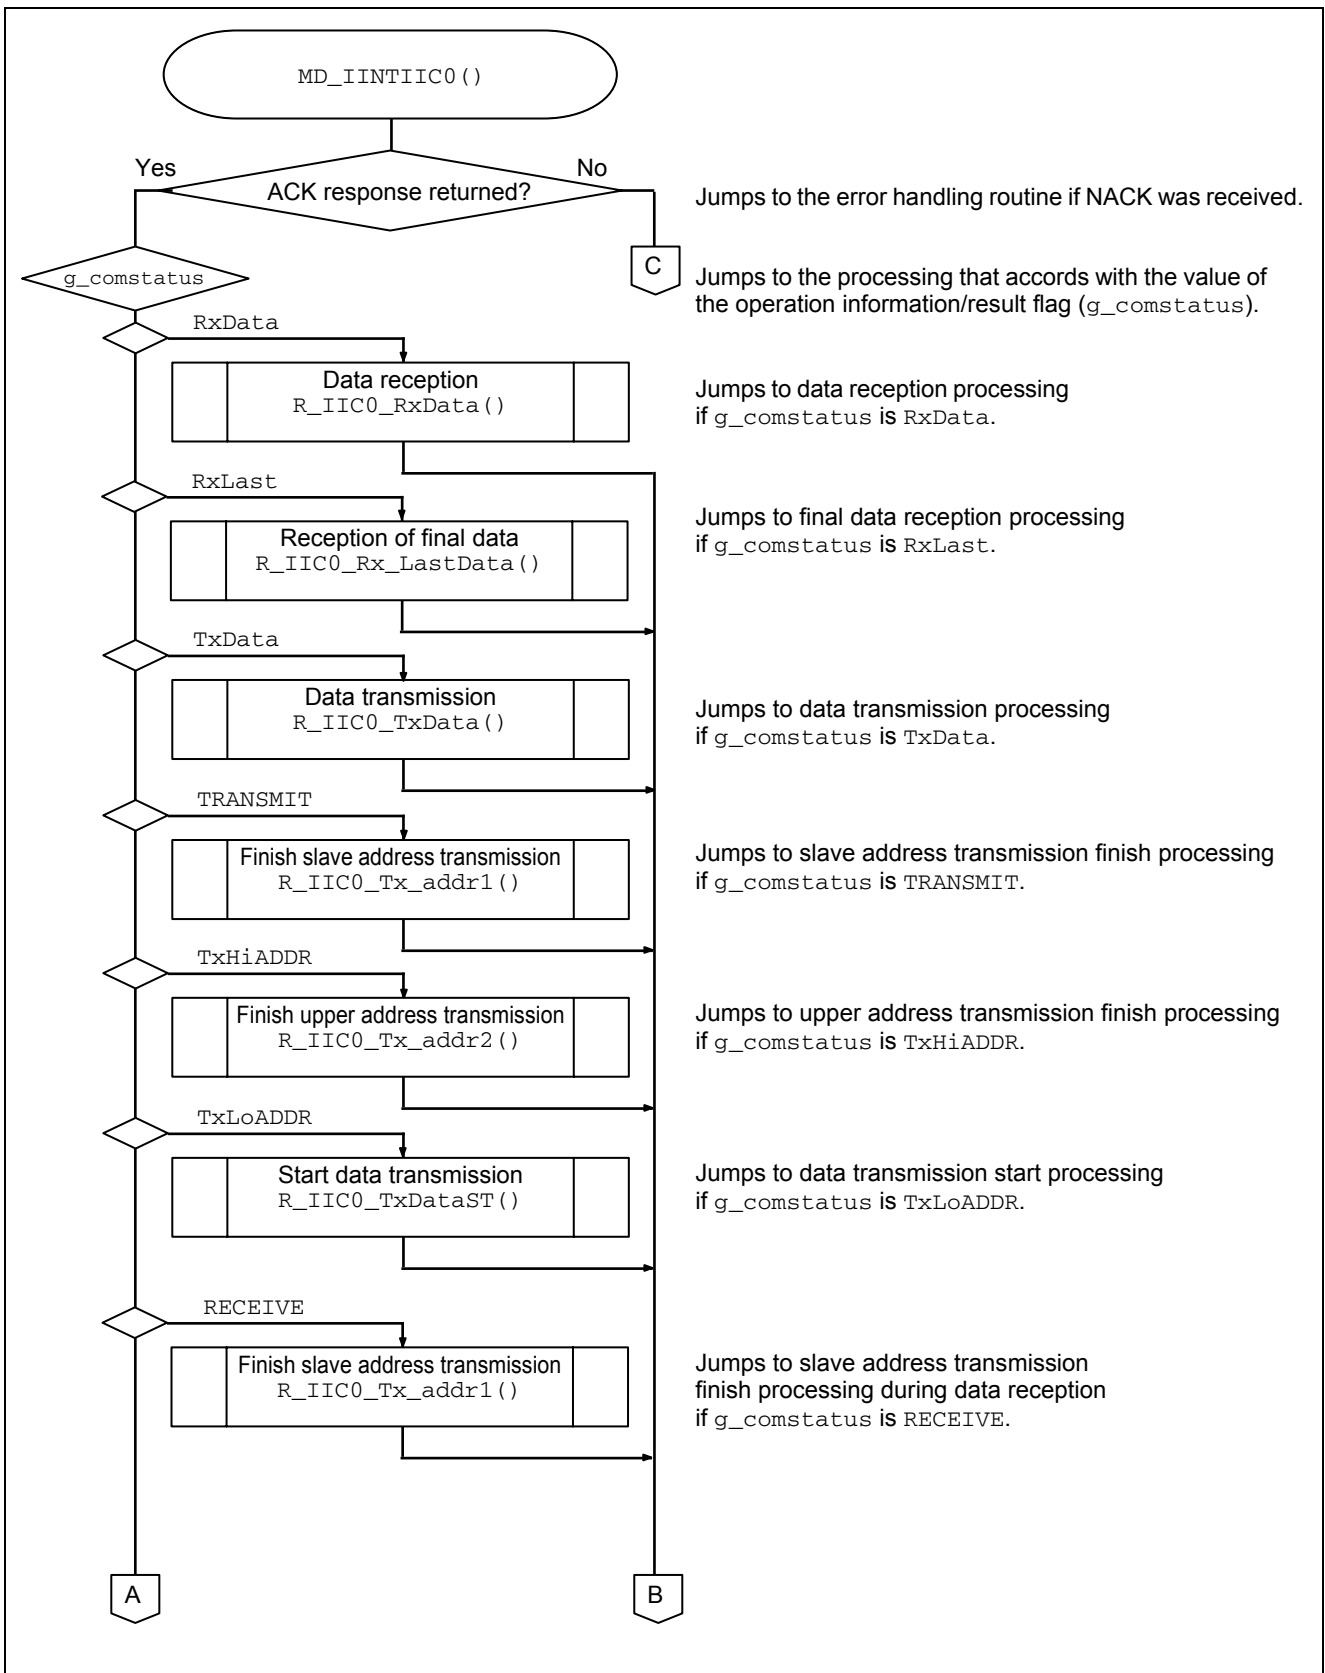 MD_IINTIIC0()
Yes
No
ACK response returned?
Jumps to the error handling routine if NACK was received.
C
g_comstatus
Jumps to the processing that accords with the value of
the operation information/result flag (g_comstatus).
RxData
Data reception
R_IIC0_RxData()
Jumps to data reception processing
if g_comstatus is RxData.
RxLast
Reception of final data
R_IIC0_Rx_LastData()
Jumps to final data reception processing
if g_comstatus is RxLast.
TxData
Data transmission
R_IIC0_TxData()
Jumps to data transmission processing
if g_comstatus is TxData.
TRANSMIT
Finish slave address transmission
R_IIC0_Tx_addr1()
Jumps to slave address transmission finish processing
if g_comstatus is TRANSMIT.
TxHiADDR
Finish upper address transmission
R_IIC0_Tx_addr2()
Jumps to upper address transmission finish processing
if g_comstatus is TxHiADDR.
TxLoADDR
Start data transmission
R_IIC0_TxDataST()
Jumps to data transmission start processing
if g_comstatus is TxLoADDR.
RECEIVE
Finish slave address transmission
R_IIC0_Tx_addr1()
Jumps to slave address transmission
finish processing during data reception
if g_comstatus is RECEIVE.
A
B